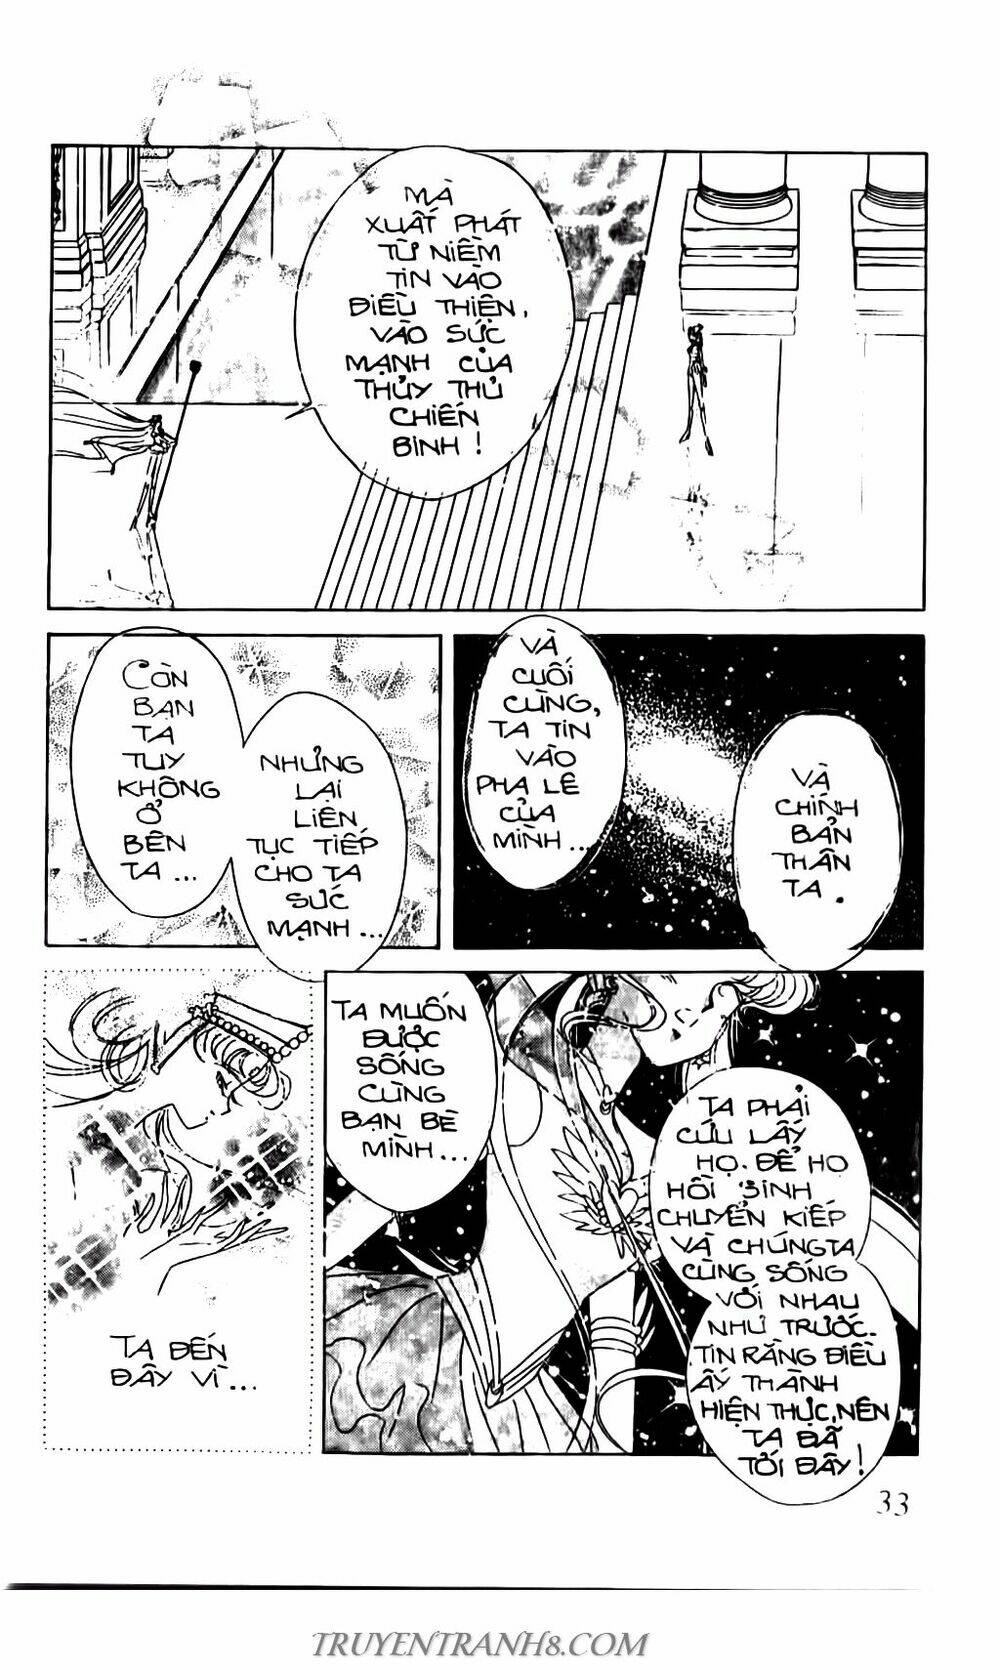 MÀ
XUẤT PHÁT
TỪ NIỀM
TIN VÀO
ĐIỀU THIỆN,
VÀO SỨC
MẠNH CỦA
THỦY THỦ
CHIẾN
BINH!
CÒN
BẠN
TA
TUY
KHÔNG
Ở
BÊN
TA...
NHƯNG
LẠI
LIÊN
TỤC TIẾP
CHO TA
SỨC
MẠNH...
VÀ
CUỐI
CÙNG,
TA TIN
VÀO
PHA LÊ
CỦA
MÌNH...
VÀ
CHÍNH
BẢN
THÂN
TA.
TA ĐẾN
ĐÂY VÌ...
TA MUỐN
ĐƯỢC
SỐNG
CÙNG
BẠN BÈ
MÌNH...
TA PHẢI
CỨU LẤY
HỌ. ĐỂ HỌ
HỒI SINH
CHUYỂN KIẾP
VÀ CHÚNG TA
CÙNG SỐNG
VỚI NHAU
NHƯ TRƯỚC.
TIN RẰNG ĐIỀU
ẤY THÀNH
HIỆN THỰC, NÊN
TA ĐÃ
TỚI ĐÂY!
33
TRUYENTRANH8.COM